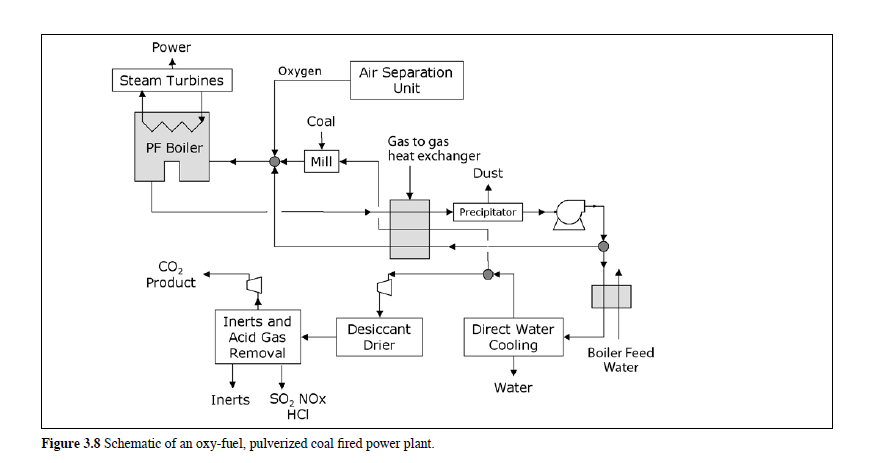 Power
Steam Turbines
Oxygen
Air Separation
Unit
PF Boiler
Coal
Mill
Gas to gas
heat exchanger
Dust
Precipitator
CO₂
Product
Inerts and
Acid Gas
Removal
Desiccant
Drier
Direct Water
Cooling
Boiler Feed
Water
Water
Inerts
SO₂ NOx
HCl
Figure 3.8 Schematic of an oxy-fuel, pulverized coal fired power plant.